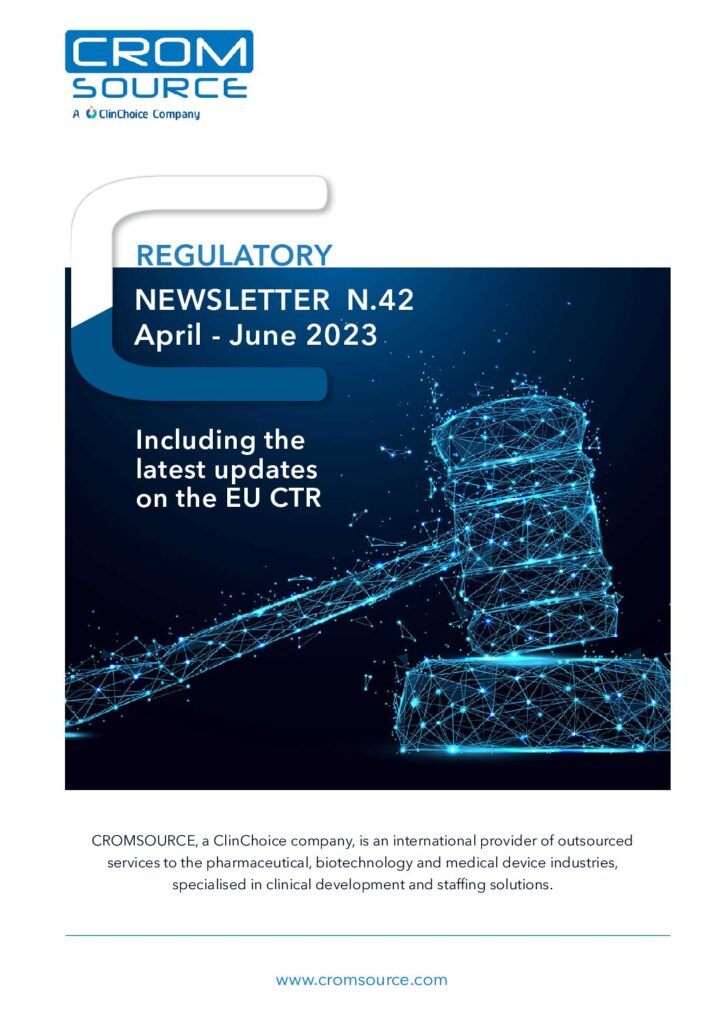 CROM
SOURCE
A ClinChoice Company
REGULATORY
NEWSLETTER N.42
April - June 2023
Including the
latest updates
on the EU CTR
CROMSOURCE, a ClinChoice company, is an international provider of outsourced
services to the pharmaceutical, biotechnology and medical device industries,
specialised in clinical development and staffing solutions.
www.cromsource.com